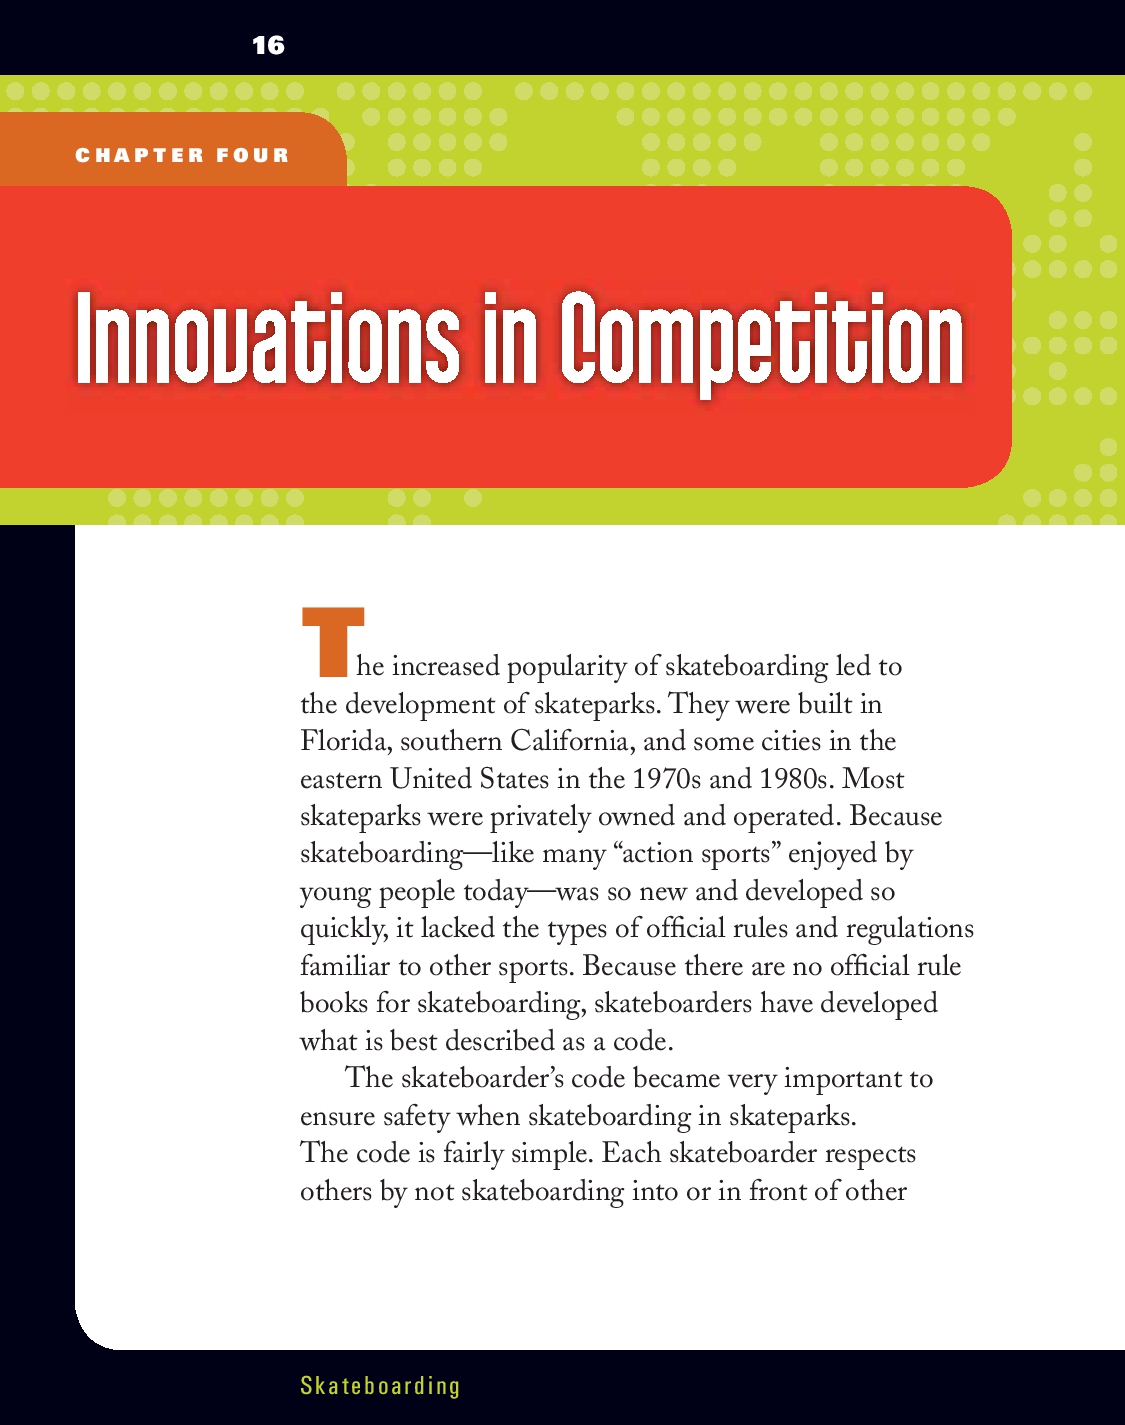 16
CHAPTER FOUR
Innovations in Competition
The increased popularity of skateboarding led to
the development of skateparks. They were built in
Florida, southern California, and some cities in the
eastern United States in the 1970s and 1980s. Most
skateparks were privately owned and operated. Because
skateboarding—like many “action sports” enjoyed by
young people today—was so new and developed so
quickly, it lacked the types of official rules and regulations
familiar to other sports. Because there are no official rule
books for skateboarding, skateboarders have developed
what is best described as a code.
The skateboarder’s code became very important to
ensure safety when skateboarding in skateparks.
The code is fairly simple. Each skateboarder respects
others by not skateboarding into or in front of other
Skateboarding